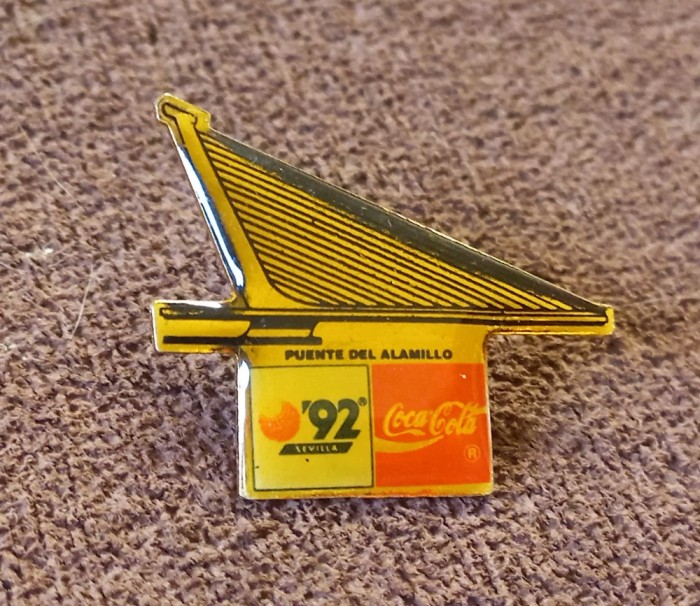 PUENTE DEL ALAMILLO
'92®
SEVILLA
Coca-Cola
®